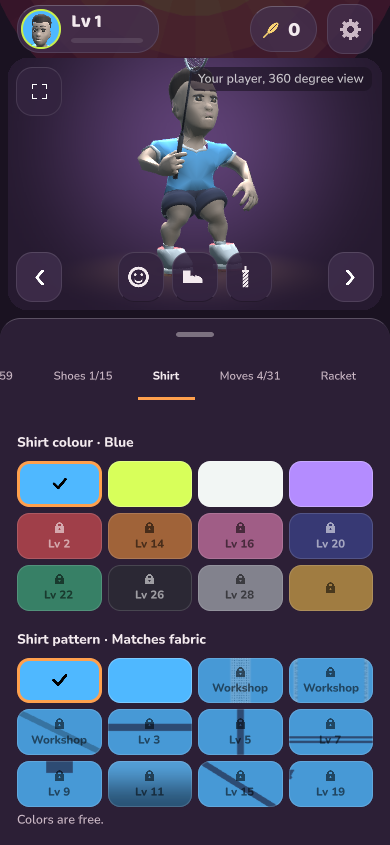 Lv 1
0
Your player, 360 degree view
59 Shoes 1/15 Shirt Moves 4/31 Racket
Shirt colour · Blue
Lv 2 Lv 14 Lv 16 Lv 20
Lv 22 Lv 26 Lv 28
Shirt pattern · Matches fabric
Workshop Workshop
Workshop Lv 3 Lv 5 Lv 7
Lv 9 Lv 11 Lv 15 Lv 19
Colors are free.